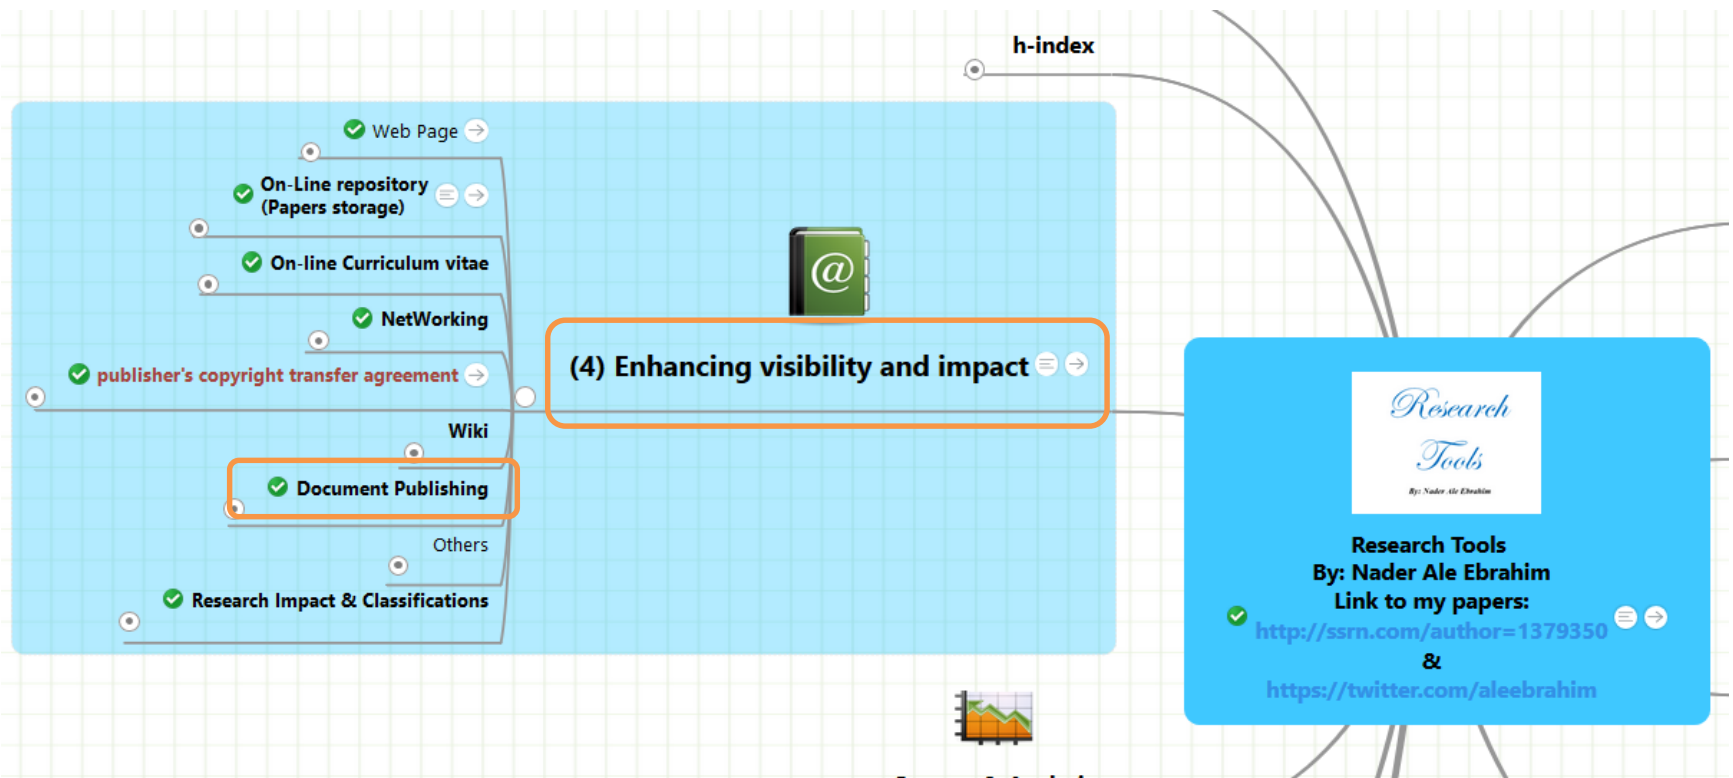 h-index
Web Page
On-Line repository
(Papers storage)
On-line Curriculum vitae
NetWorking
publisher's copyright transfer agreement
Wiki
Document Publishing
Others
Research Impact & Classifications
@
(4) Enhancing visibility and impact
Research
Tools
By: Nader Ale Ebrahim
Research Tools
By: Nader Ale Ebrahim
Link to my papers:
http://ssrn.com/author=1379350
&
https://twitter.com/aleebrahim